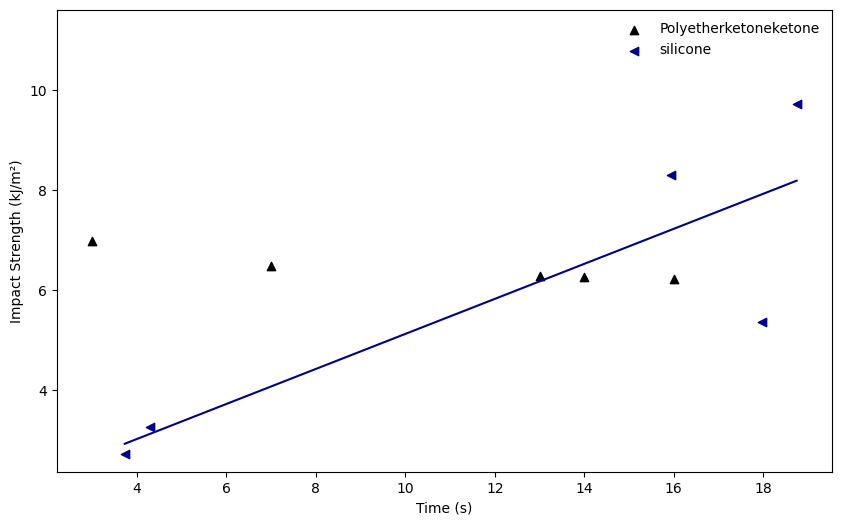 Polyetherketoneketone
silicone
10
8
6
4
Impact Strength (kJ/m²)
4 6 8 10 12 14 16 18
Time (s)